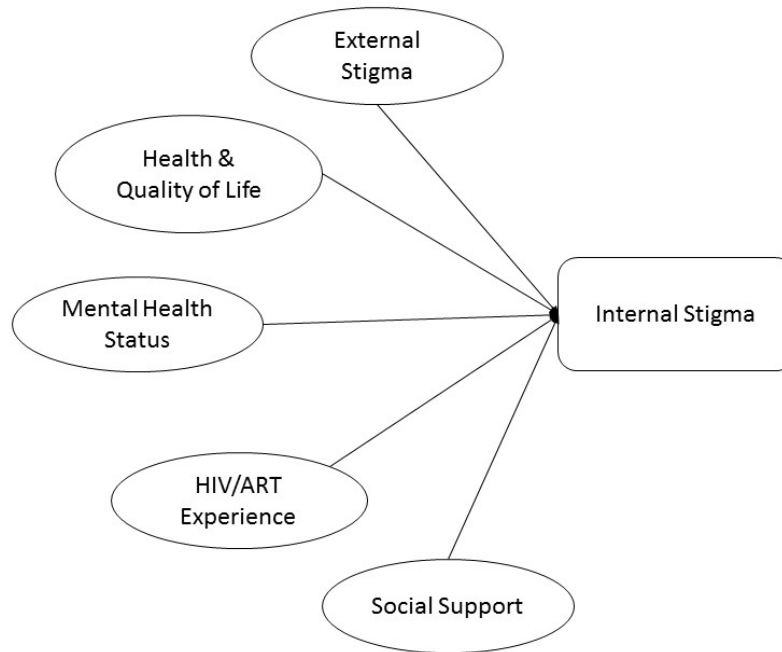 External
Stigma
Health &
Quality of Life
Mental Health
Status
Internal Stigma
HIV/ART
Experience
Social Support